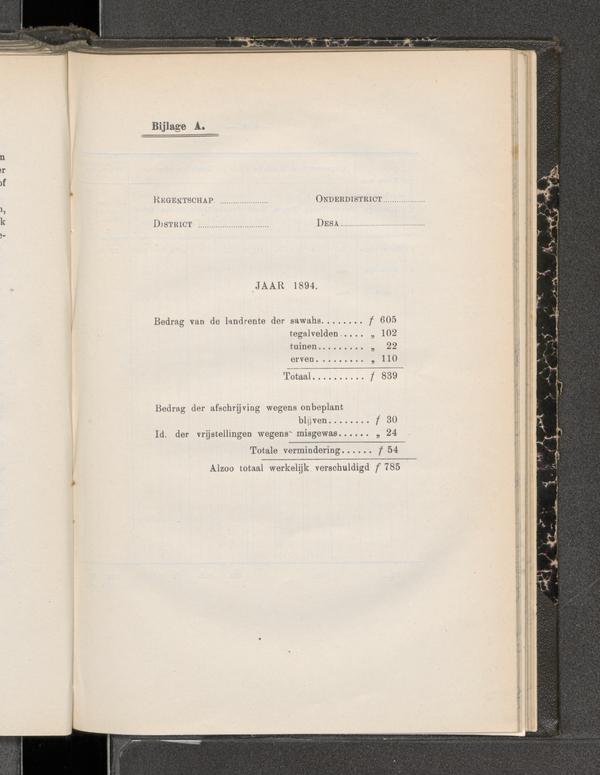 n
er
of
n,
k
e-
Bijlage A.
REGENTSCHAP .................... ONDERDISTRICT....................
DISTRICT .................... DESA....................
JAAR 1894.
Bedrag van de landrente der sawahs........ ƒ 605
tegalvelden .... „ 102
tuinen......... „ 22
erven......... „ 110
Totaal.......... ƒ 839
Bedrag der afschrijving wegens onbeplant
blijven........ ƒ 30
Id. der vrijstellingen wegens misgewas...... „ 24
Totale vermindering...... ƒ 54
Alzoo totaal werkelijk verschuldigd ƒ 785